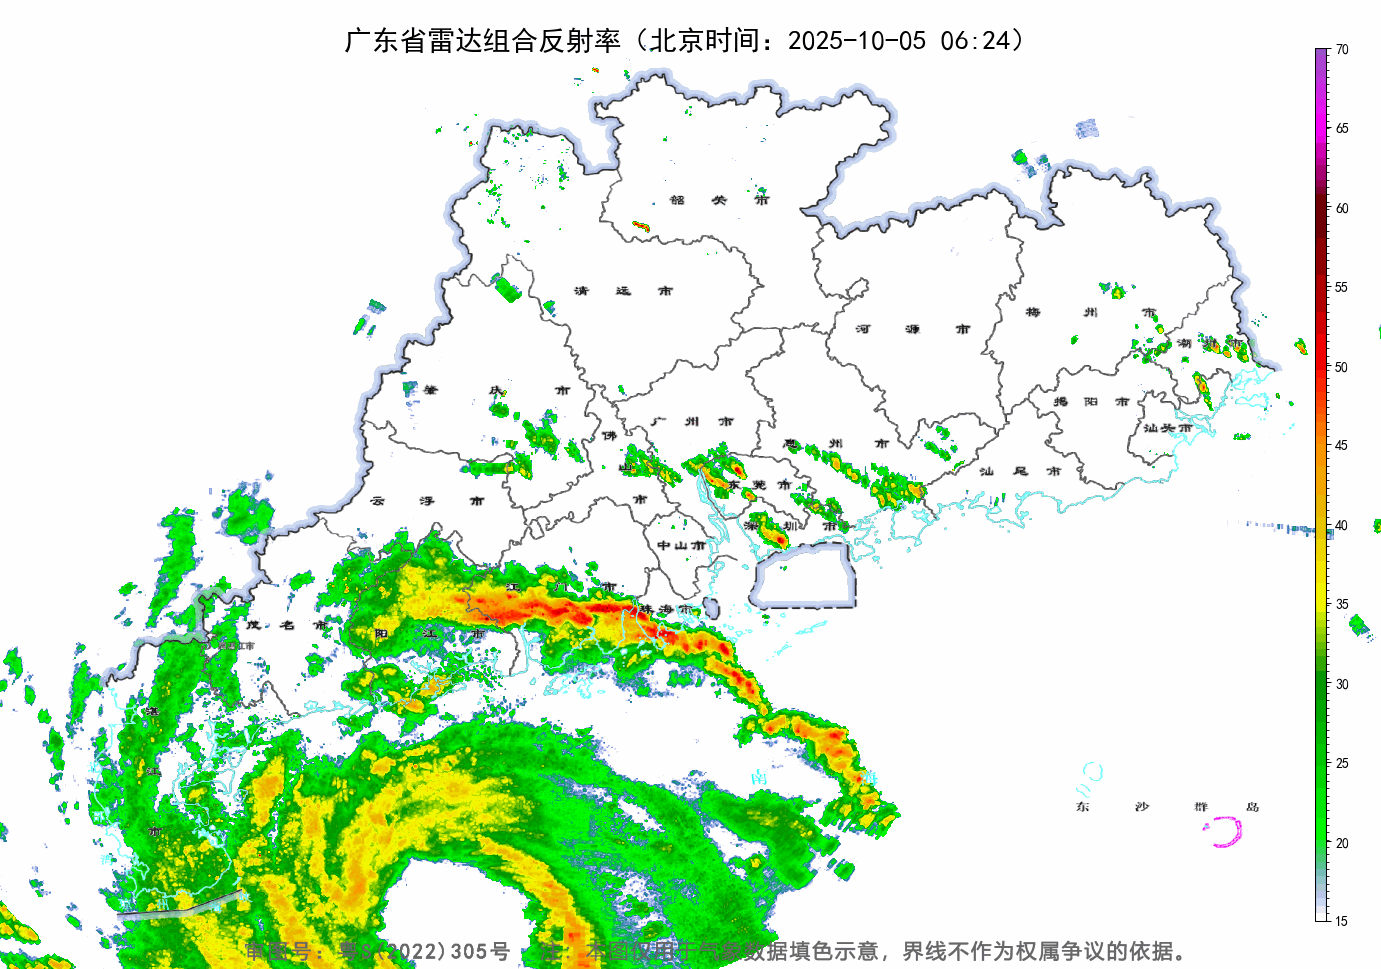 广东省雷达组合反射率（北京时间：2025-10-05 06:24）
70
65
60
55
50
45
40
35
30
25
20
15
韶关市
清远市
河源市
梅州市
潮州市
肇庆市
揭阳市
汕头市
佛山市
广州市
惠州市
汕尾市
云浮市
东莞市
深圳市
中山市
江门市
珠海市
茂名市
阳江市
湛江市
南海
东沙群岛
审图号：粤S(2022)305号 注：本图仅用于气象数据填色示意，界线不作为权属争议的依据。